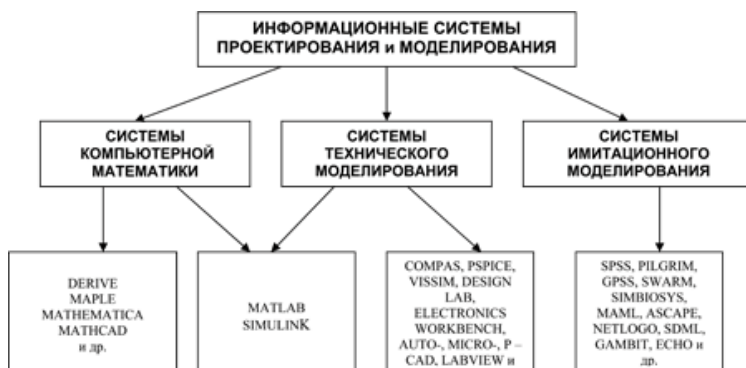 ИНФОРМАЦИОННЫЕ СИСТЕМЫ
ПРОЕКТИРОВАНИЯ и МОДЕЛИРОВАНИЯ
СИСТЕМЫ
КОМПЬЮТЕРНОЙ
МАТЕМАТИКИ
СИСТЕМЫ
ТЕХНИЧЕСКОГО
МОДЕЛИРОВАНИЯ
СИСТЕМЫ
ИМИТАЦИОННОГО
МОДЕЛИРОВАНИЯ
DERIVE
MAPLE
MATHEMATICA
MATHCAD
и др.
MATLAB
SIMULINK
COMPAS, PSPICE,
VISSIM, DESIGN
LAB,
ELECTRONICS
WORKBENCH,
AUTO-, MICRO-, P –
CAD, LABVIEW и
SPSS, PILGRIM,
GPSS, SWARM,
SIMBIOSYS,
MAML, ASCAPE,
NETLOGO, SDML,
GAMBIT, ECHO и
др.